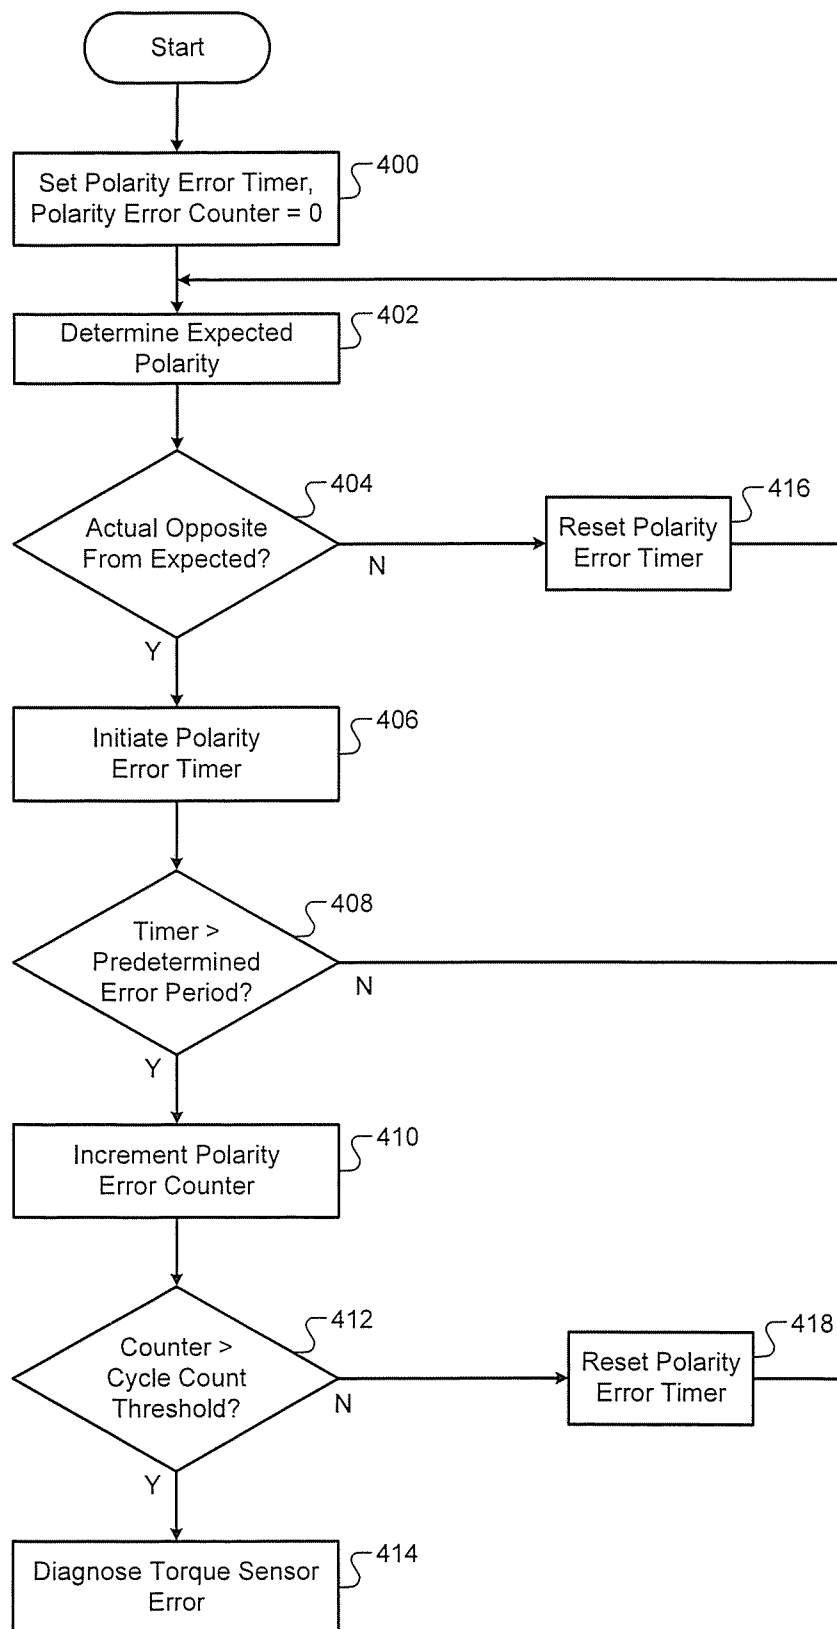 Start
Set Polarity Error Timer,
Polarity Error Counter = 0
400
Determine Expected
Polarity
402
Actual Opposite
From Expected?
404
N
Reset Polarity
Error Timer
416
Y
Initiate Polarity
Error Timer
406
Timer >
Predetermined
Error Period?
408
N
Y
Increment Polarity
Error Counter
410
Counter >
Cycle Count
Threshold?
412
N
Reset Polarity
Error Timer
418
Y
Diagnose Torque Sensor
Error
414